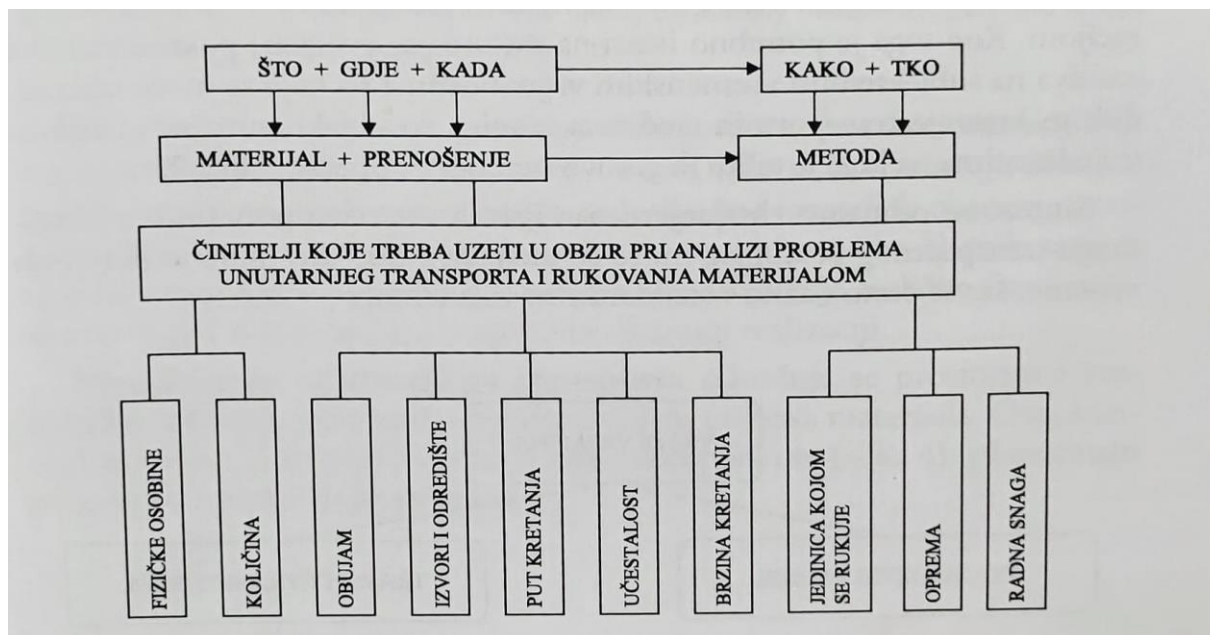 ŠTO + GDJE + KADA
KAKO + TKO
MATERIJAL + PRENOŠENJE
METODA
ČINITELJI KOJE TREBA UZETI U OBZIR PRI ANALIZI PROBLEMA
UNUTARNJEG TRANSPORTA I RUKOVANJA MATERIJALOM
FIZIČKE OSOBINE
KOLIČINA
OBUJAM
IZVORI I ODREDIŠTE
PUT KRETANJA
UČESTALOST
BRZINA KRETANJA
JEDINICA KOJOM
SE RUKUJE
OPREMA
RADNA SNAGA